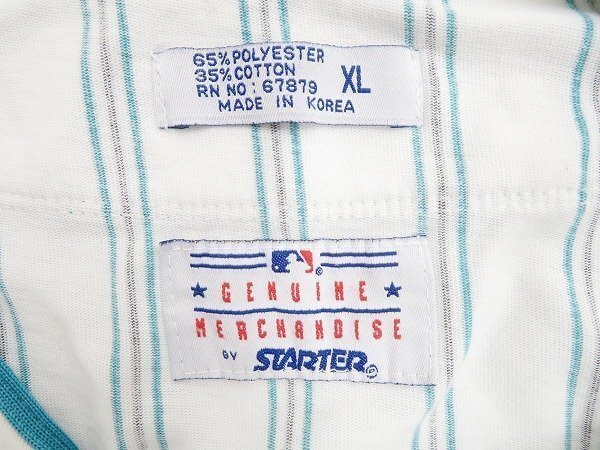 65% POLYESTER
35% COTTON XL
RN NO: 67879
MADE IN KOREA
GENUINE
MERCHANDISE
BY STARTER